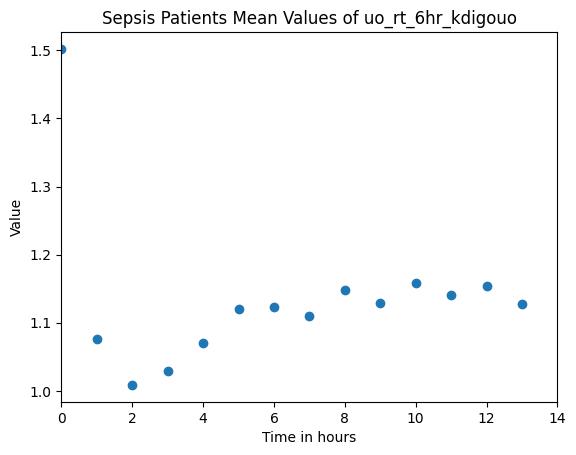 Sepsis Patients Mean Values of uo_rt_6hr_kdigouo
1.5
1.4
1.3
1.2
1.1
1.0
Value
0 2 4 6 8 10 12 14
Time in hours